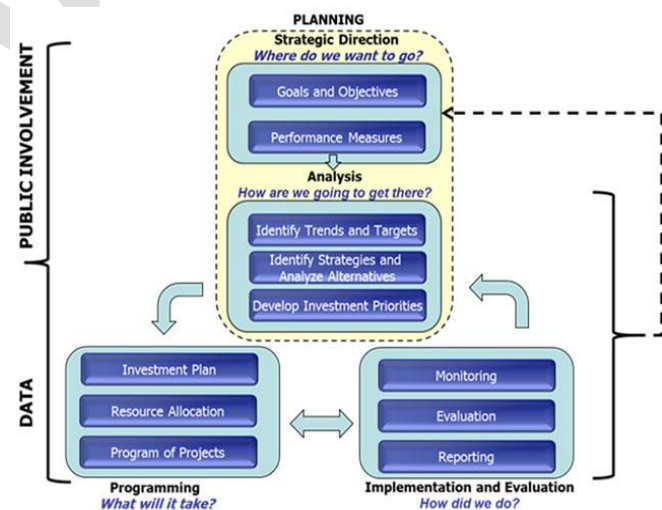 PLANNING
Strategic Direction
Where do we want to go?
Goals and Objectives
Performance Measures
Analysis
How are we going to get there?
Identify Trends and Targets
Identify Strategies and
Analyze Alternatives
Develop Investment Priorities
PUBLIC INVOLVEMENT
DATA
Investment Plan
Resource Allocation
Program of Projects
Programming
What will it take?
Monitoring
Evaluation
Reporting
Implementation and Evaluation
How did we do?